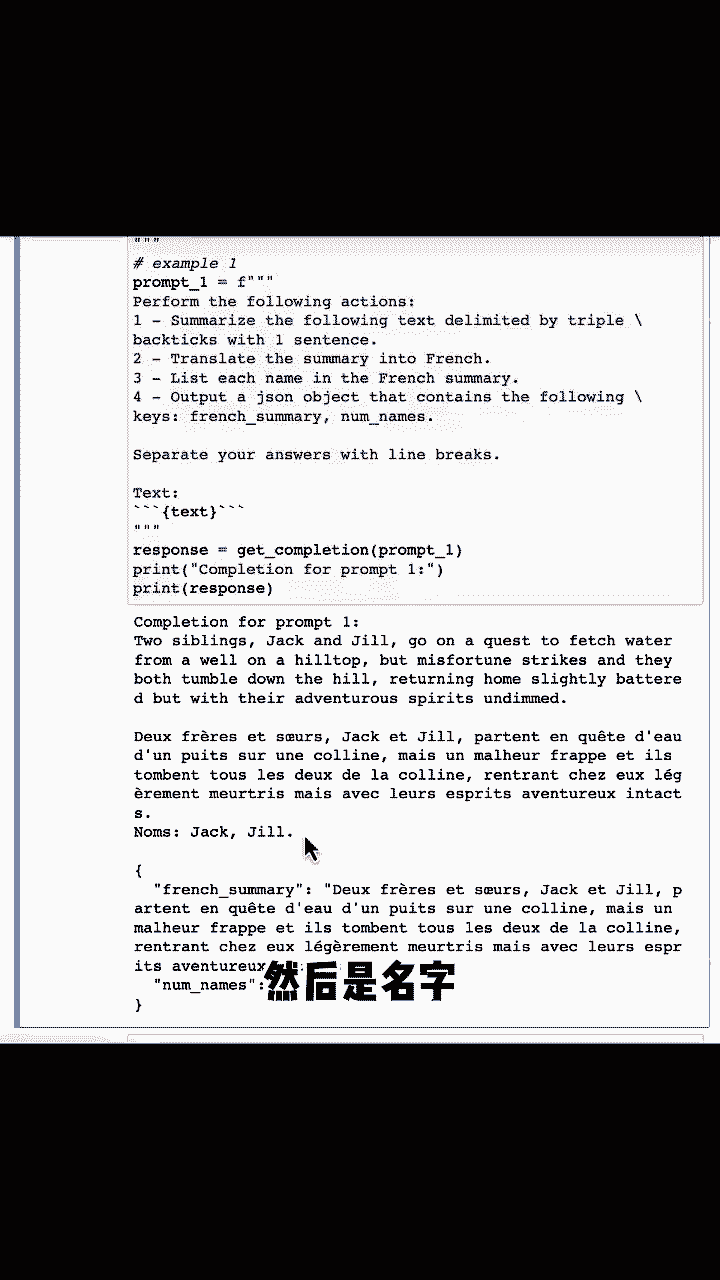 """
# example 1
prompt_1 = f"""
Perform the following actions:
1 - Summarize the following text delimited by triple \
backticks with 1 sentence.
2 - Translate the summary into French.
3 - List each name in the French summary.
4 - Output a json object that contains the following \
keys: french_summary, num_names.

Separate your answers with line breaks.

Text:
```{text}```
"""
response = get_completion(prompt_1)
print("Completion for prompt 1:")
print(response)
Completion for prompt 1:
Two siblings, Jack and Jill, go on a quest to fetch water
from a well on a hilltop, but misfortune strikes and they
both tumble down the hill, returning home slightly battere
d but with their adventurous spirits undimmed.

Deux frères et sœurs, Jack et Jill, partent en quête d'eau
d'un puits sur une colline, mais un malheur frappe et ils
tombent tous les deux de la colline, rentrant chez eux lég
èrement meurtris mais avec leurs esprits aventureux intact
s.
Noms: Jack, Jill.

{
  "french_summary": "Deux frères et sœurs, Jack et Jill, p
artent en quête d'eau d'un puits sur une colline, mais un
malheur frappe et ils tombent tous les deux de la colline,
rentrant chez eux légèrement meurtris mais avec leurs espr
its aventureux
  "num_names":
}
然后是名字